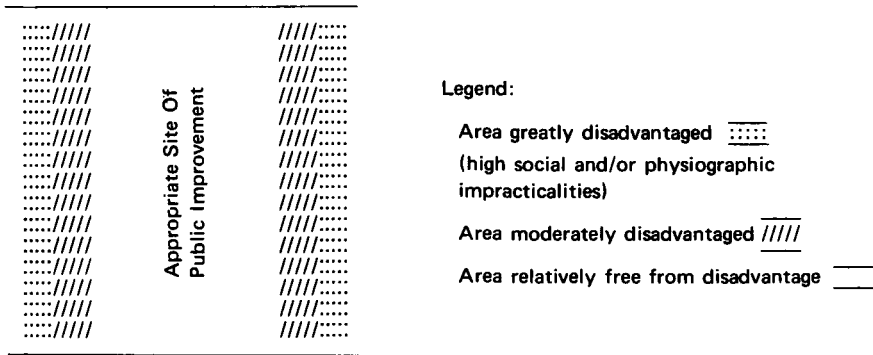 Appropriate Site Of
Public Improvement
Legend:
Area greatly disadvantaged
(high social and/or physiographic
impracticalities)
Area moderately disadvantaged
Area relatively free from disadvantage